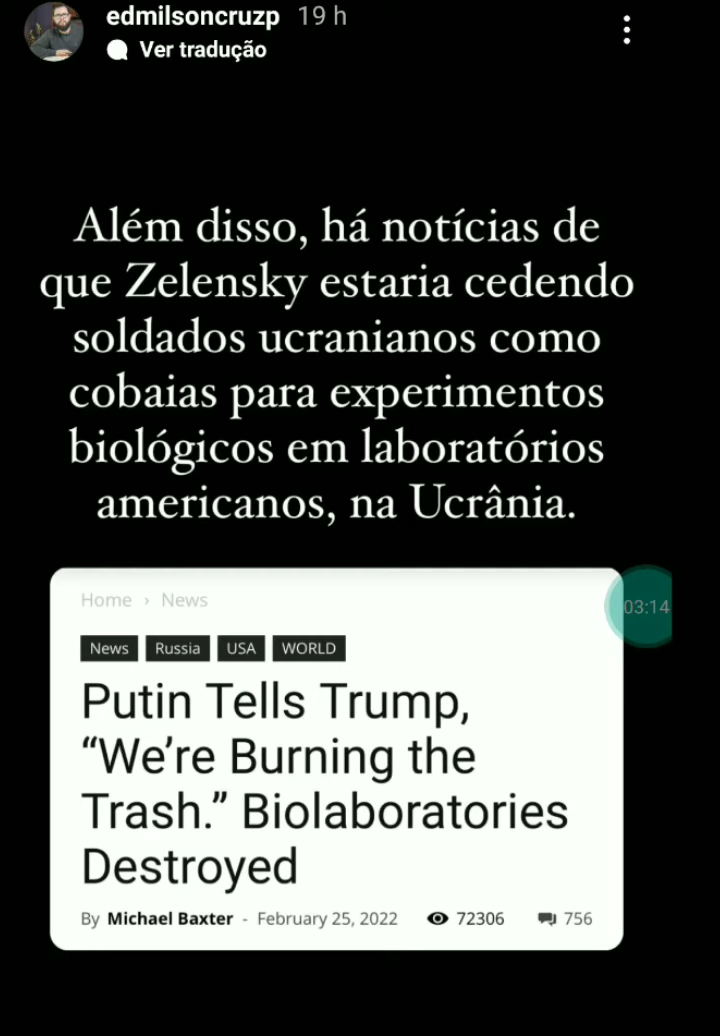 edmilsoncruzp 19 h
Ver tradução
Além disso, há notícias de
que Zelensky estaria cedendo
soldados ucranianos como
cobaias para experimentos
biológicos em laboratórios
americanos, na Ucrânia.
Home › News
03:14
News Russia USA WORLD
Putin Tells Trump,
“We’re Burning the
Trash.” Biolaboratories
Destroyed
By Michael Baxter - February 25, 2022 72306 756